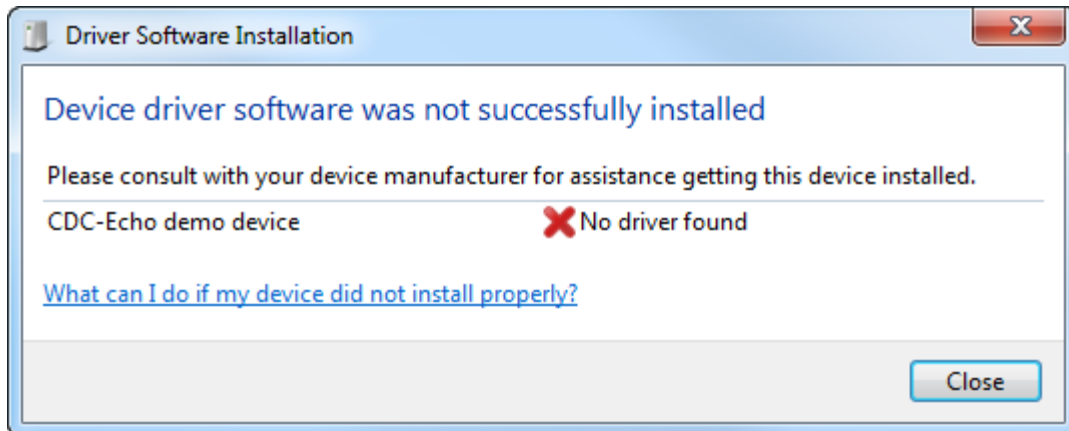 Driver Software Installation
Device driver software was not successfully installed
Please consult with your device manufacturer for assistance getting this device installed.
CDC-Echo demo device No driver found
What can I do if my device did not install properly?
Close